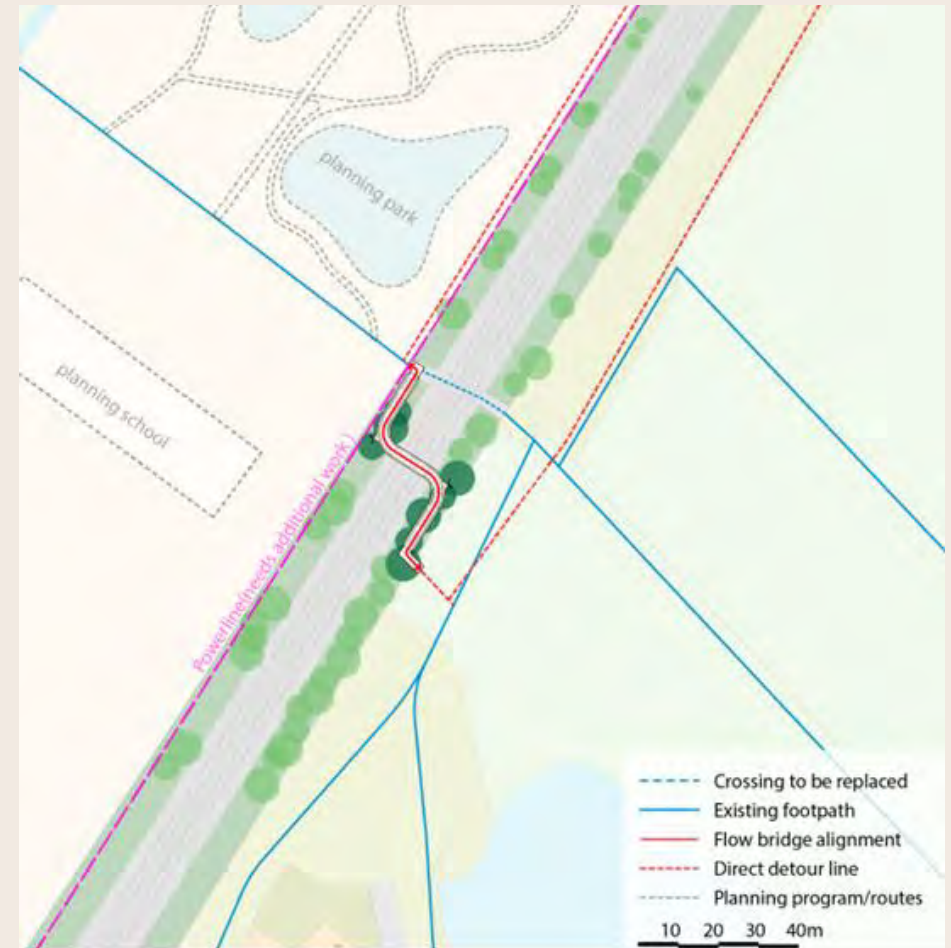 planning park
planning school
Powerline(needs additional work)
Crossing to be replaced
Existing footpath
Flow bridge alignment
Direct detour line
Planning program/routes
10 20 30 40m